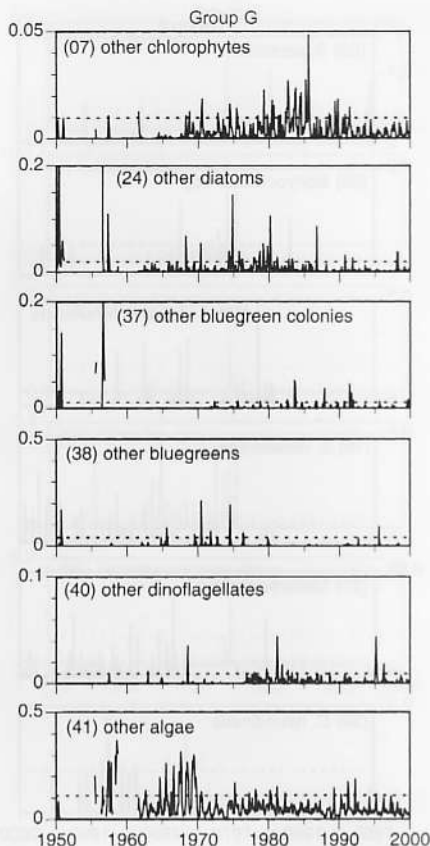 Group G
0.05
(07) other chlorophytes
0
0.2
(24) other diatoms
0
0.2
(37) other bluegreen colonies
0
0.5
(38) other bluegreens
0
0.1
(40) other dinoflagellates
0
0.5
(41) other algae
0
1950 1960 1970 1980 1990 2000